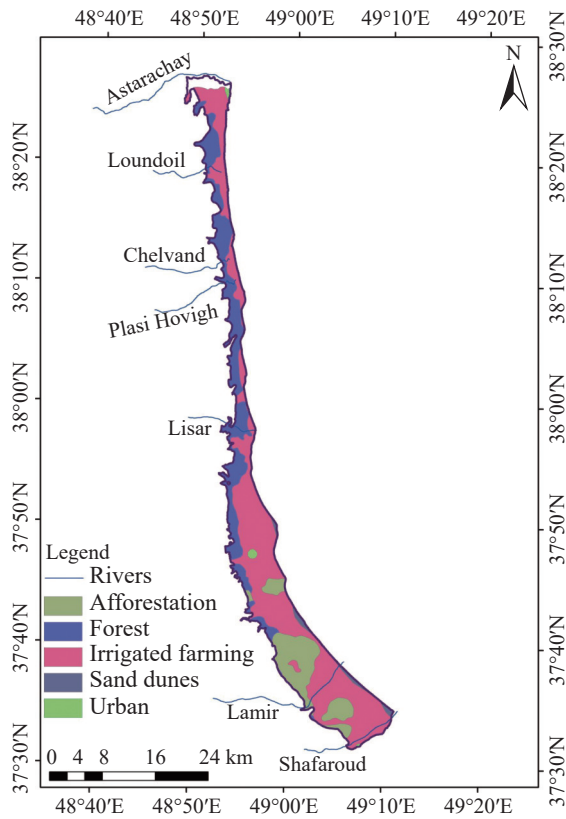 48°40′E 48°50′E 49°00′E 49°10′E 49°20′E
N
38°30′N
38°20′N
38°10′N
38°00′N
37°50′N
37°40′N
37°30′N
38°20′N
38°10′N
38°00′N
37°50′N
37°40′N
37°30′N
Astarachay
Loundoil
Chelvand
Plasi Hovigh
Lisar
Legend
Rivers
Afforestation
Forest
Irrigated farming
Sand dunes
Urban
Lamir
Shafaroud
0 4 8 16 24 km
48°40′E 48°50′E 49°00′E 49°10′E 49°20′E